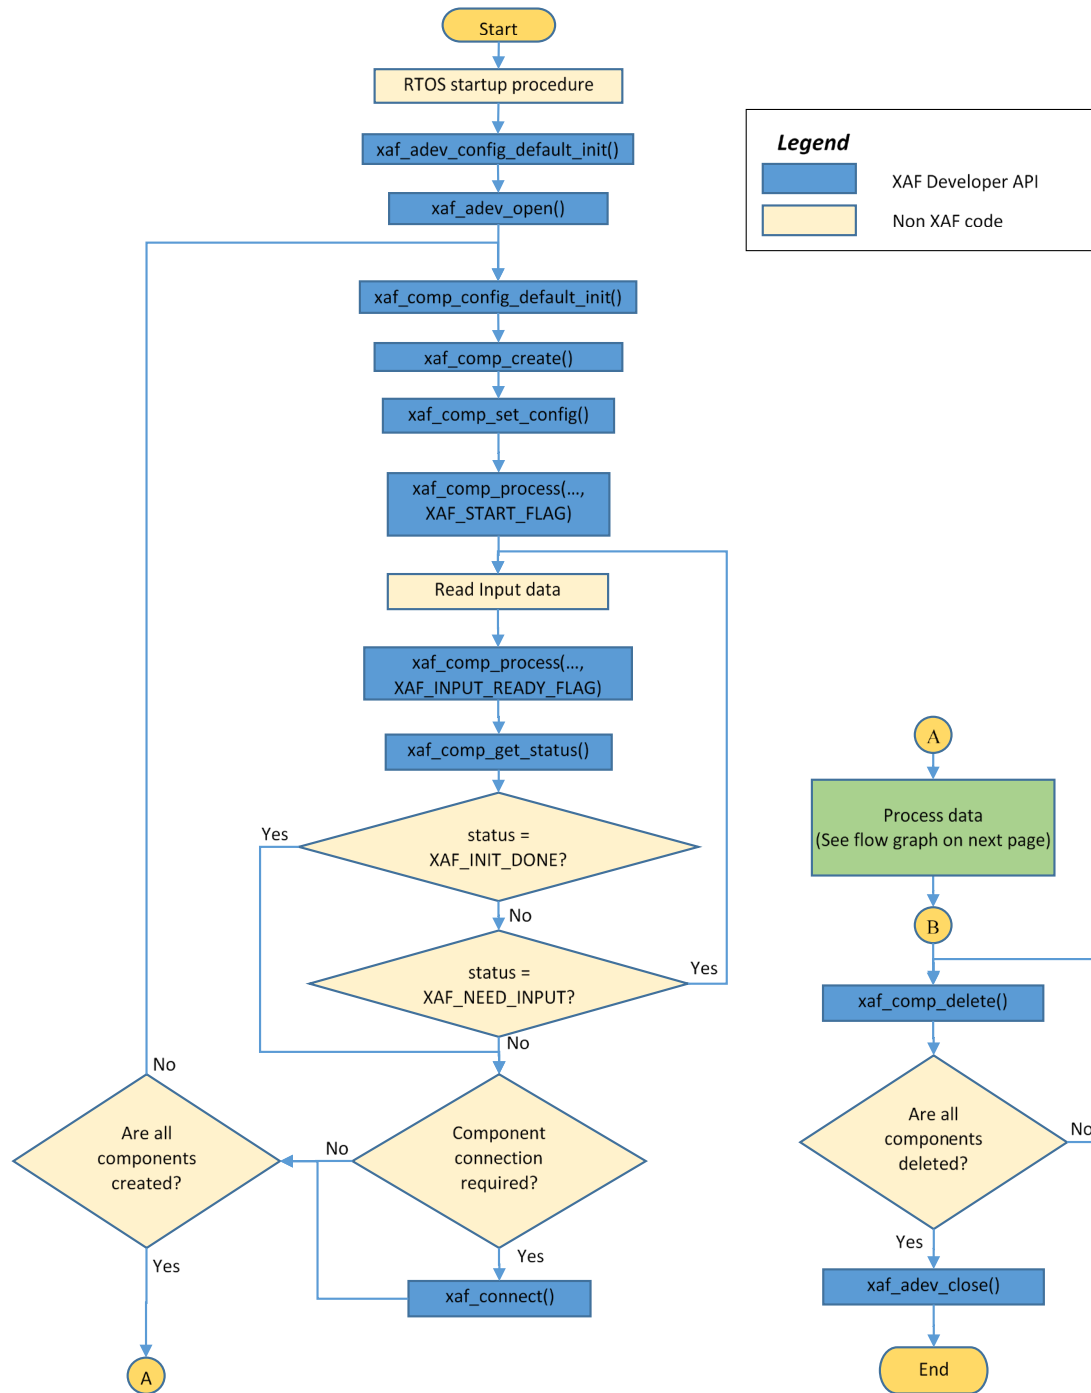 Start
RTOS startup procedure
xaf_adev_config_default_init()
xaf_adev_open()
xaf_comp_config_default_init()
xaf_comp_create()
xaf_comp_set_config()
xaf_comp_process(...,
XAF_START_FLAG)
Read Input data
xaf_comp_process(...,
XAF_INPUT_READY_FLAG)
xaf_comp_get_status()
Yes
status =
XAF_INIT_DONE?
No
status =
XAF_NEED_INPUT?
Yes
No
Component
connection
required?
No
Yes
xaf_connect()
No
Are all
components
created?
Yes
A
Legend
XAF Developer API
Non XAF code
A
Process data
(See flow graph on next page)
B
xaf_comp_delete()
Are all
components
deleted?
No
Yes
xaf_adev_close()
End